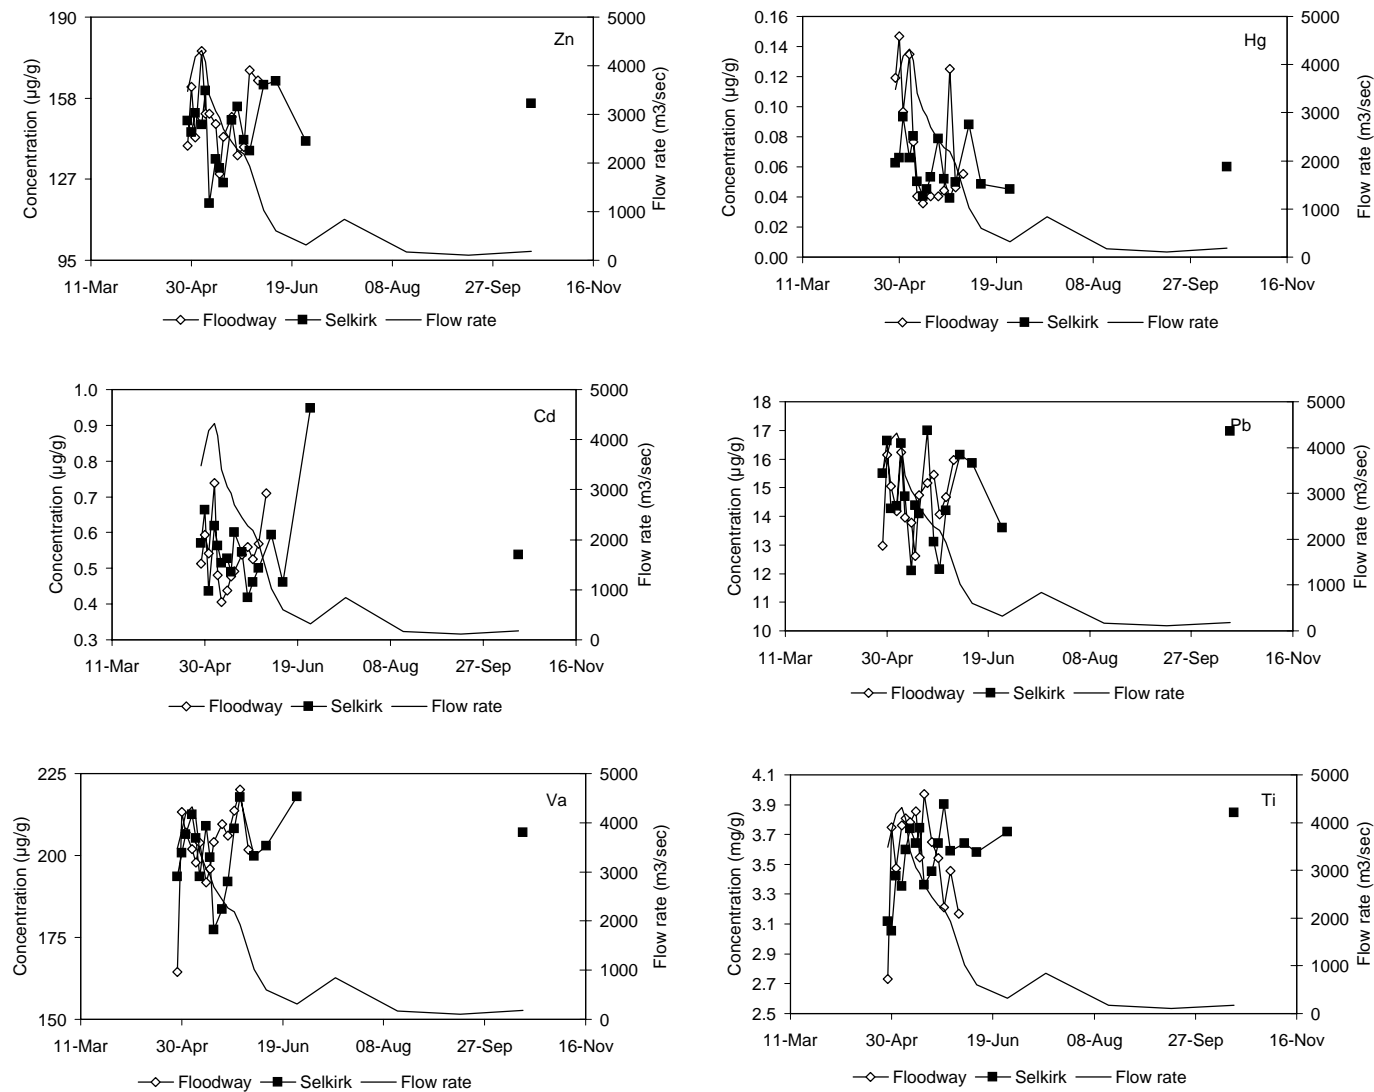 Zn
Concentration (µg/g)
190
158
127
95
5000
4000
3000
2000
1000
0
Flow rate (m3/sec)
11-Mar 30-Apr 19-Jun 08-Aug 27-Sep 16-Nov
Floodway Selkirk Flow rate
Hg
Concentration (µg/g)
0.16
0.14
0.12
0.10
0.08
0.06
0.04
0.02
0.00
5000
4000
3000
2000
1000
0
Flow rate (m3/sec)
11-Mar 30-Apr 19-Jun 08-Aug 27-Sep 16-Nov
Floodway Selkirk Flow rate
Cd
Concentration (µg/g)
1.0
0.9
0.8
0.7
0.6
0.5
0.4
0.3
5000
4000
3000
2000
1000
0
Flow rate (m3/sec)
11-Mar 30-Apr 19-Jun 08-Aug 27-Sep 16-Nov
Floodway Selkirk Flow rate
Pb
Concentration (µg/g)
18
17
16
15
14
13
12
11
10
5000
4000
3000
2000
1000
0
Flow rate (m3/sec)
11-Mar 30-Apr 19-Jun 08-Aug 27-Sep 16-Nov
Floodway Selkirk Flow rate
Va
Concentration (µg/g)
225
200
175
150
5000
4000
3000
2000
1000
0
Flow rate (m3/sec)
11-Mar 30-Apr 19-Jun 08-Aug 27-Sep 16-Nov
Floodway Selkirk Flow rate
Ti
Concentration (mg/g)
4.1
3.9
3.7
3.5
3.3
3.1
2.9
2.7
2.5
5000
4000
3000
2000
1000
0
Flow rate (m3/sec)
11-Mar 30-Apr 19-Jun 08-Aug 27-Sep 16-Nov
Floodway Selkirk Flow rate